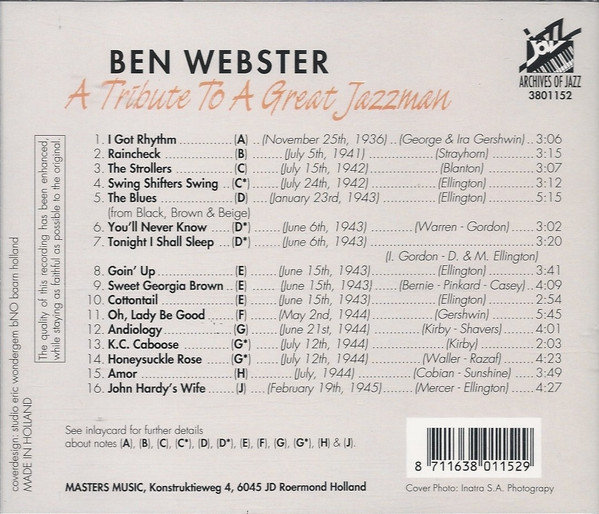 BEN WEBSTER
A Tribute To A Great Jazzman
jazz
ARCHIVES OF JAZZ
3801152
1. I Got Rhythm (A) .. (November 25th, 1936) .. (George & Ira Gershwin) .. 3:06
2. Raincheck (B) (July 5th, 1941) (Strayhorn) 3:15
3. The Strollers (C) (July 15th, 1942) (Blanton) 3:07
4. Swing Shifters Swing (C*) (July 24th, 1942) (Ellington) 3:12
5. The Blues (D) (January 23rd, 1943) (Ellington) 5:15
(from Black, Brown & Beige)
6. You'll Never Know (D*) (June 6th, 1943) (Warren - Gordon) 3:02
7. Tonight I Shall Sleep (D*) (June 6th, 1943) 3:20
(I. Gordon - D. & M. Ellington)
8. Goin' Up (E) (June 15th, 1943) (Ellington) 3:41
9. Sweet Georgia Brown (E) (June 15th, 1943) (Bernie - Pinkard - Casey) 4:09
10. Cottontail (E) (June 15th, 1943) (Ellington) 2:54
11. Oh, Lady Be Good (F) (May 2nd, 1944) (Gershwin) 5:45
12. Andiology (G) (June 21st, 1944) (Kirby - Shavers) 4:01
13. K.C. Caboose (G*) (July 12th, 1944) (Kirby) 2:03
14. Honeysuckle Rose (G*) (July 12th, 1944) (Waller - Razaf) 4:23
15. Amor (H) (July, 1944) (Cobian - Sunshine) 3:49
16. John Hardy's Wife (J) (February 19th, 1945) (Mercer - Ellington) 4:27
See inlaycard for further details
about notes (A), (B), (C), (C*), (D), (D*), (E), (F), (G), (G*), (H) & (J).
MASTERS MUSIC, Konstruktieweg 4, 6045 JD Roermond Holland
8 711638 011529
Cover Photo: Inatra S.A. Photograpy
The quality of this recording has been enhanced,
while staying as faithful as possible to the original.
coverdesign: studio eric wondergem bNO baarn holland
MADE IN HOLLAND